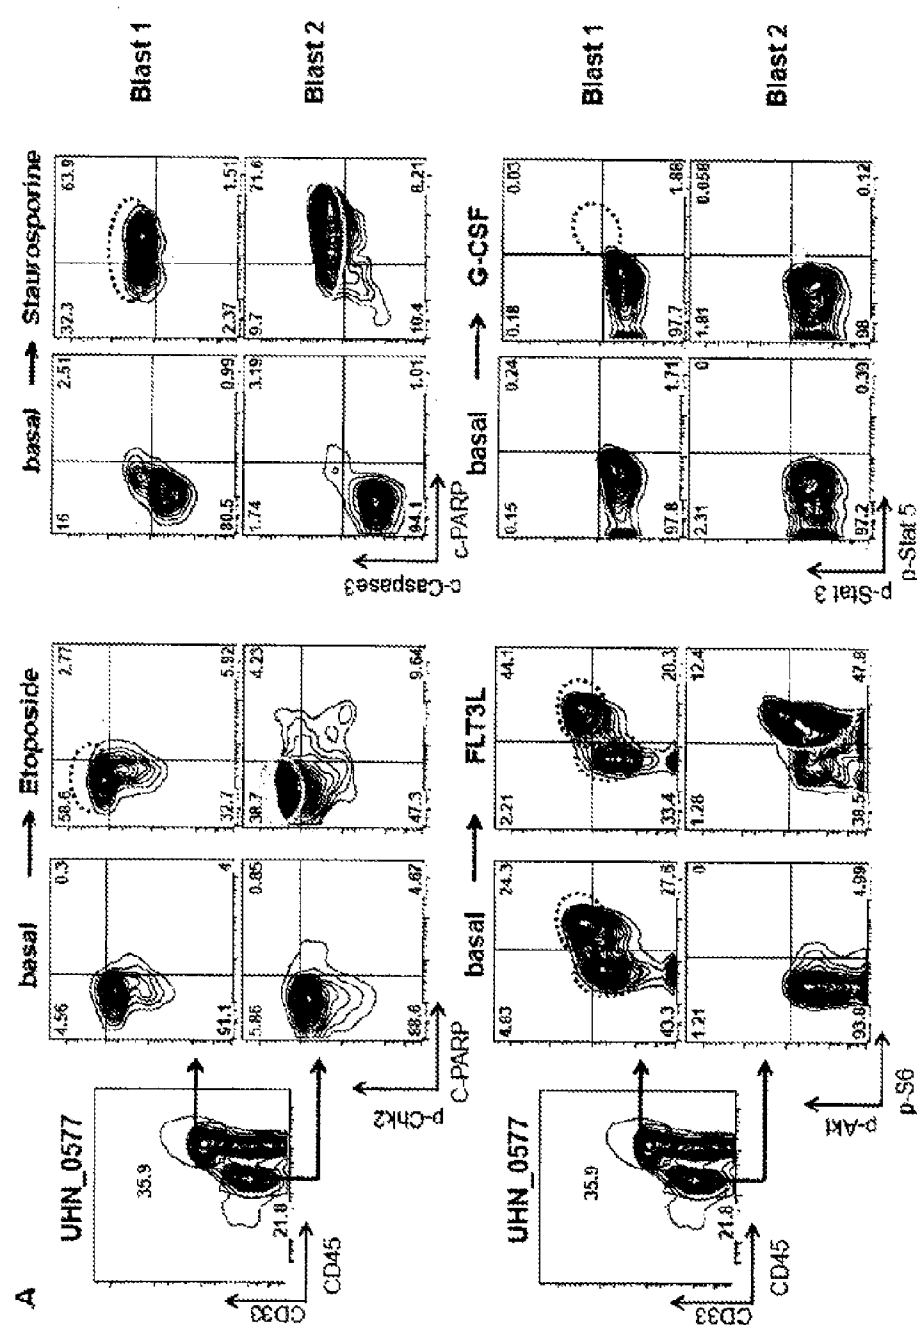 A
UHN_0577
35.9
21.8
CD33
CD45
basal
Etoposide
4.56
0.3
91.1
4
58.6
2.77
32.7
5.92
5.86
0.85
88.6
4.67
38.7
4.23
47.3
9.64
p-Chk2
C-PARP
basal
Staurosporine
16
2.51
80.5
0.99
32.3
63.9
2.37
1.51
Blast 1
1.74
3.19
94.1
1.01
9.7
71.6
10.4
8.21
Blast 2
c-Caspase3
c-PARP
UHN_0577
35.9
21.8
CD33
CD45
basal
FLT3L
4.83
24.3
43.3
27.5
2.21
44.1
33.4
20.3
1.21
0
93.8
4.99
1.28
12.4
38.5
47.8
p-Akt
p-S6
basal
G-CSF
0.15
0.24
97.8
1.71
0.18
0.03
97.7
1.88
Blast 1
2.31
0
97.2
0.39
1.81
0.058
98
0.12
Blast 2
p-Stat 3
p-Stat 5